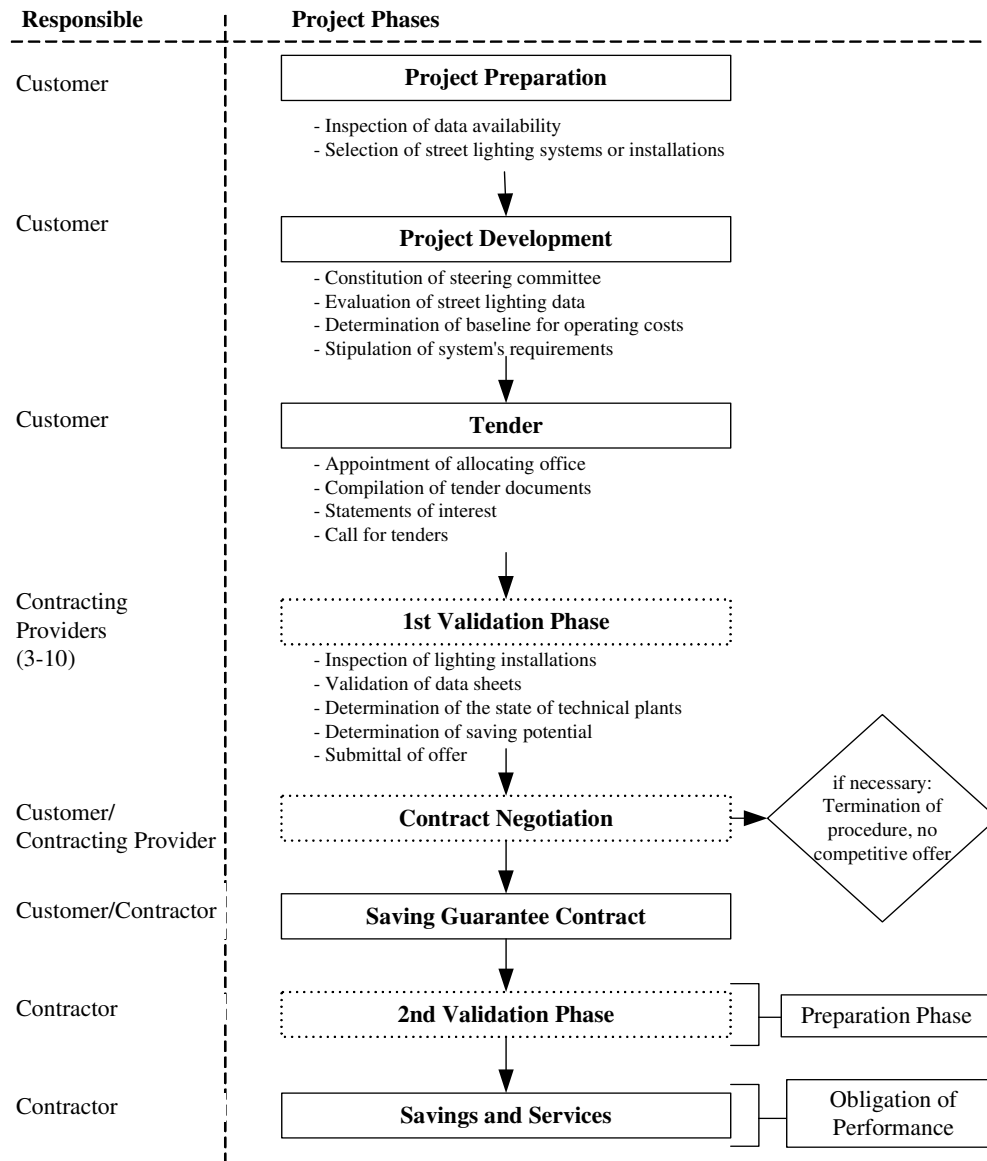 Responsible Project Phases
Customer
Project Preparation
- Inspection of data availability
- Selection of street lighting systems or installations
Customer
Project Development
- Constitution of steering committee
- Evaluation of street lighting data
- Determination of baseline for operating costs
- Stipulation of system's requirements
Customer
Tender
- Appointment of allocating office
- Compilation of tender documents
- Statements of interest
- Call for tenders
Contracting
Providers
(3-10)
1st Validation Phase
- Inspection of lighting installations
- Validation of data sheets
- Determination of the state of technical plants
- Determination of saving potential
- Submittal of offer
Customer/
Contracting Provider
Contract Negotiation
if necessary:
Termination of
procedure, no
competitive offer
Customer/Contractor
Saving Guarantee Contract
Contractor
2nd Validation Phase
Preparation Phase
Contractor
Savings and Services
Obligation of
Performance